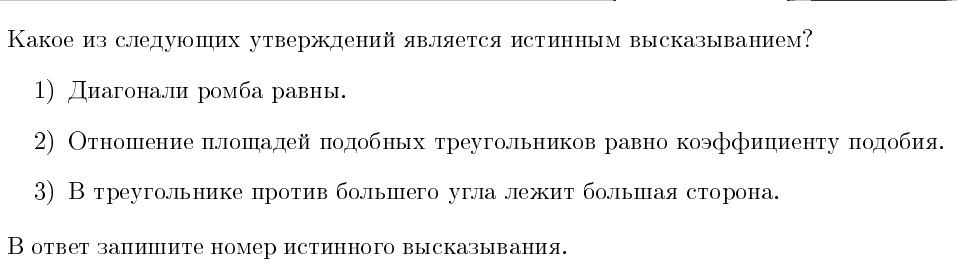 Какое из следующих утверждений является истинным высказыванием?
1) Диагонали ромба равны.
2) Отношение площадей подобных треугольников равно коэффициенту подобия.
3) В треугольнике против большего угла лежит большая сторона.
В ответ запишите номер истинного высказывания.